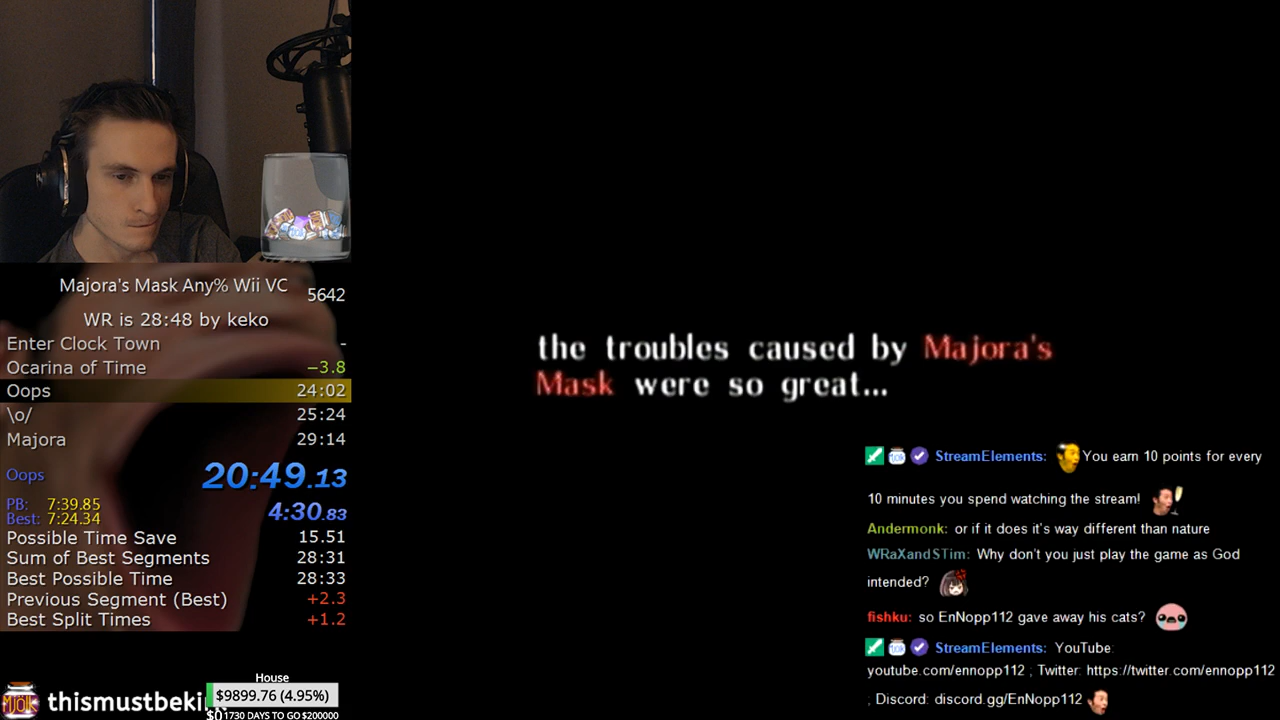 Majora's Mask Any% Wii VC
5642
WR is 28:48 by keko
Enter Clock Town -
Ocarina of Time −3.8
Oops 24:02
\o/ 25:24
Majora 29:14
Oops 20:49.13
PB: 7:39.85
Best: 7:24.34
4:30.83
Possible Time Save 15.51
Sum of Best Segments 28:31
Best Possible Time 28:33
Previous Segment (Best) +2.3
Best Split Times +1.2
House
$9899.76 (4.95%)
$0 1730 DAYS TO GO $200000
MJÖLK
the troubles caused by Majora's
Mask were so great...
StreamElements: You earn 10 points for every
10 minutes you spend watching the stream!
Andermonk: or if it does it's way different than nature
WRaXandSTim: Why don't you just play the game as God
intended?
fishku: so EnNopp112 gave away his cats?
StreamElements: YouTube:
youtube.com/ennopp112 ; Twitter: https://twitter.com/ennopp112
; Discord: discord.gg/EnNopp112